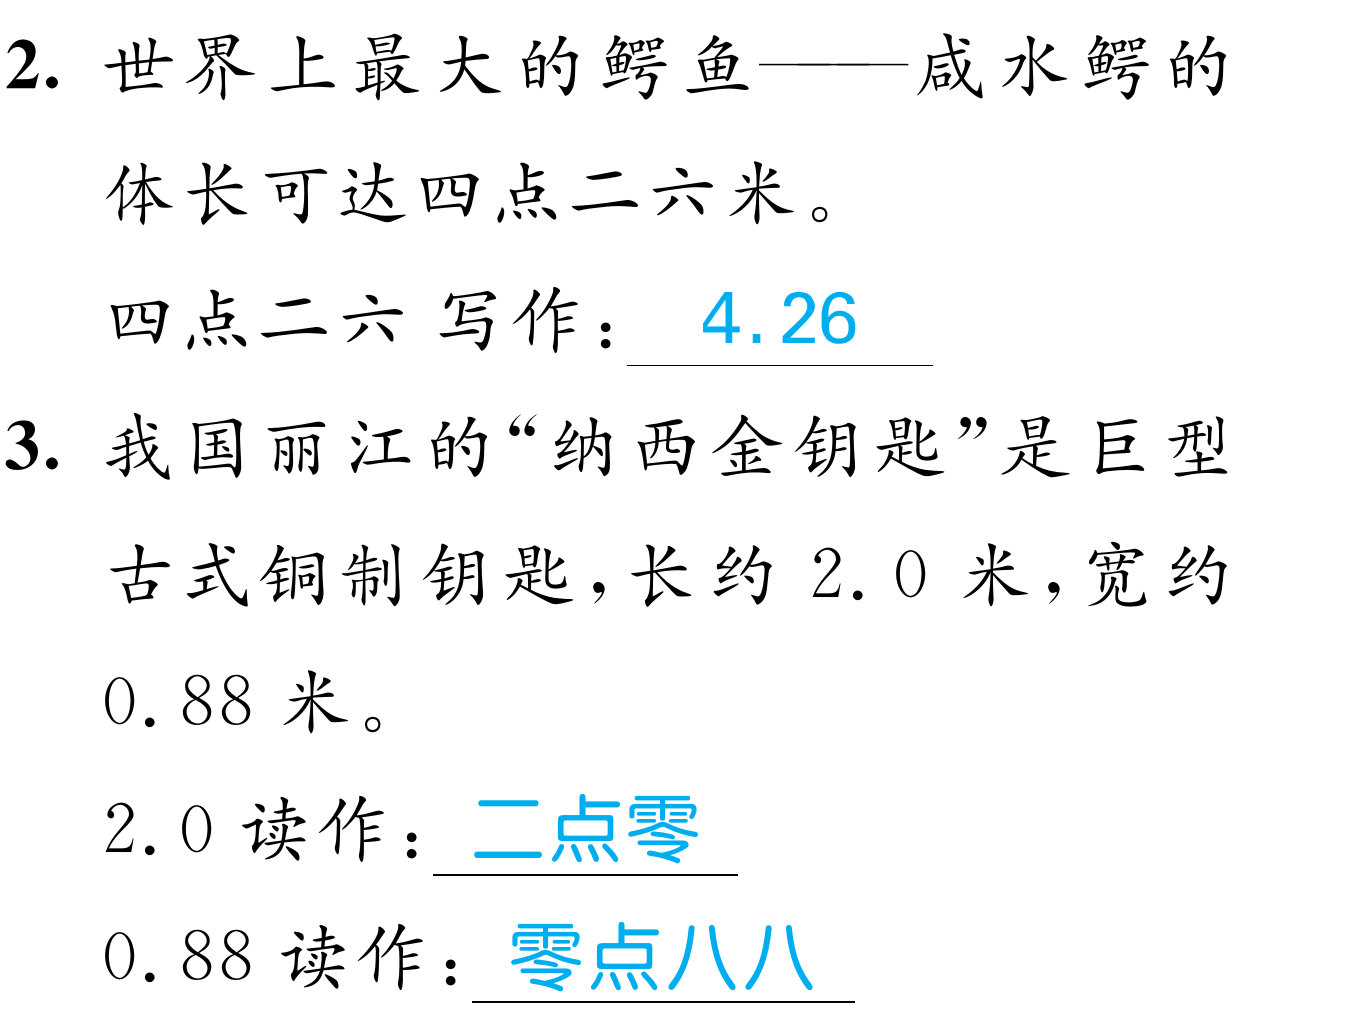 2. 世界上最大的鳄鱼——咸水鳄的
体长可达四点二六米。
四点二六 写作：4.26
3. 我国丽江的“纳西金钥匙”是巨型
古式铜制钥匙，长约 2.0 米，宽约
0.88 米。
2.0 读作：二点零
0.88 读作：零点八八